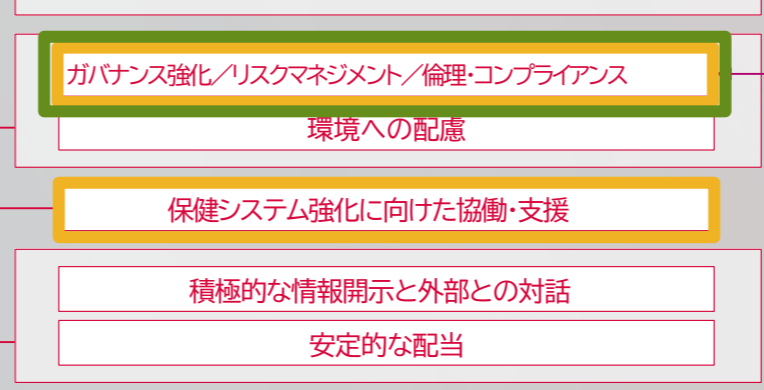 ガバナンス強化／リスクマネジメント／倫理・コンプライアンス
環境への配慮
保健システム強化に向けた協働・支援
積極的な情報開示と外部との対話
安定的な配当